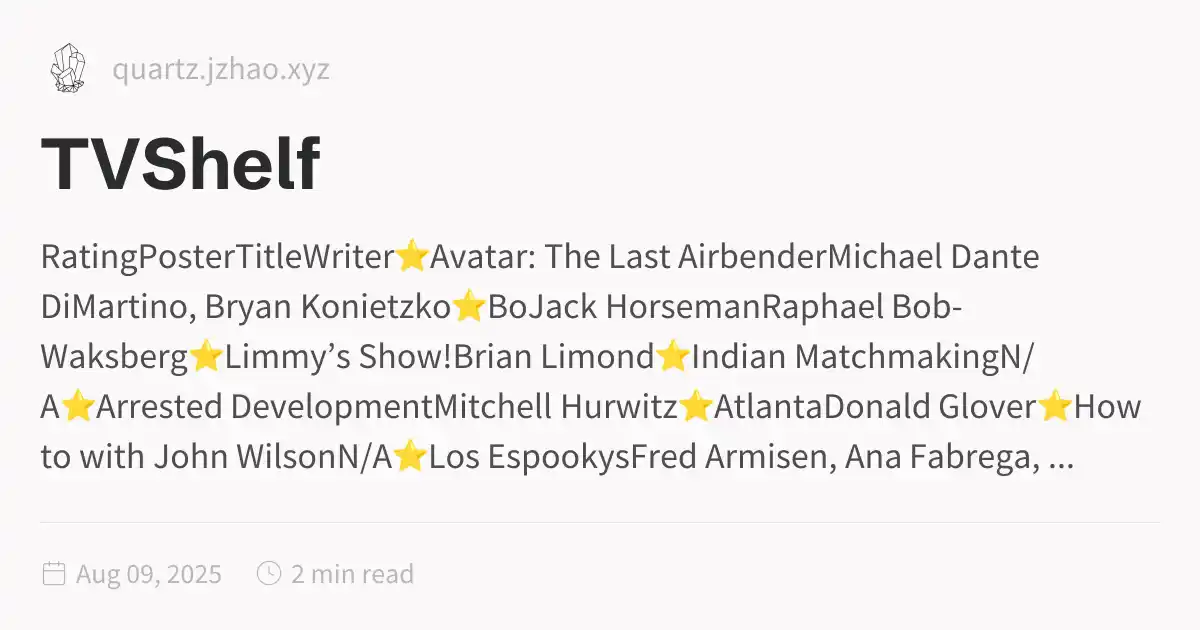 quartz.jzhao.xyz
TVShelf
RatingPosterTitleWriter⭐Avatar: The Last AirbenderMichael Dante
DiMartino, Bryan Konietzko⭐BoJack HorsemanRaphael Bob-
Waksberg⭐Limmy’s Show!Brian Limond⭐Indian MatchmakingN/
A⭐Arrested DevelopmentMitchell Hurwitz⭐AtlantaDonald Glover⭐How
to with John WilsonN/A⭐Los EspookysFred Armisen, Ana Fabrega, ...
Aug 09, 2025 2 min read